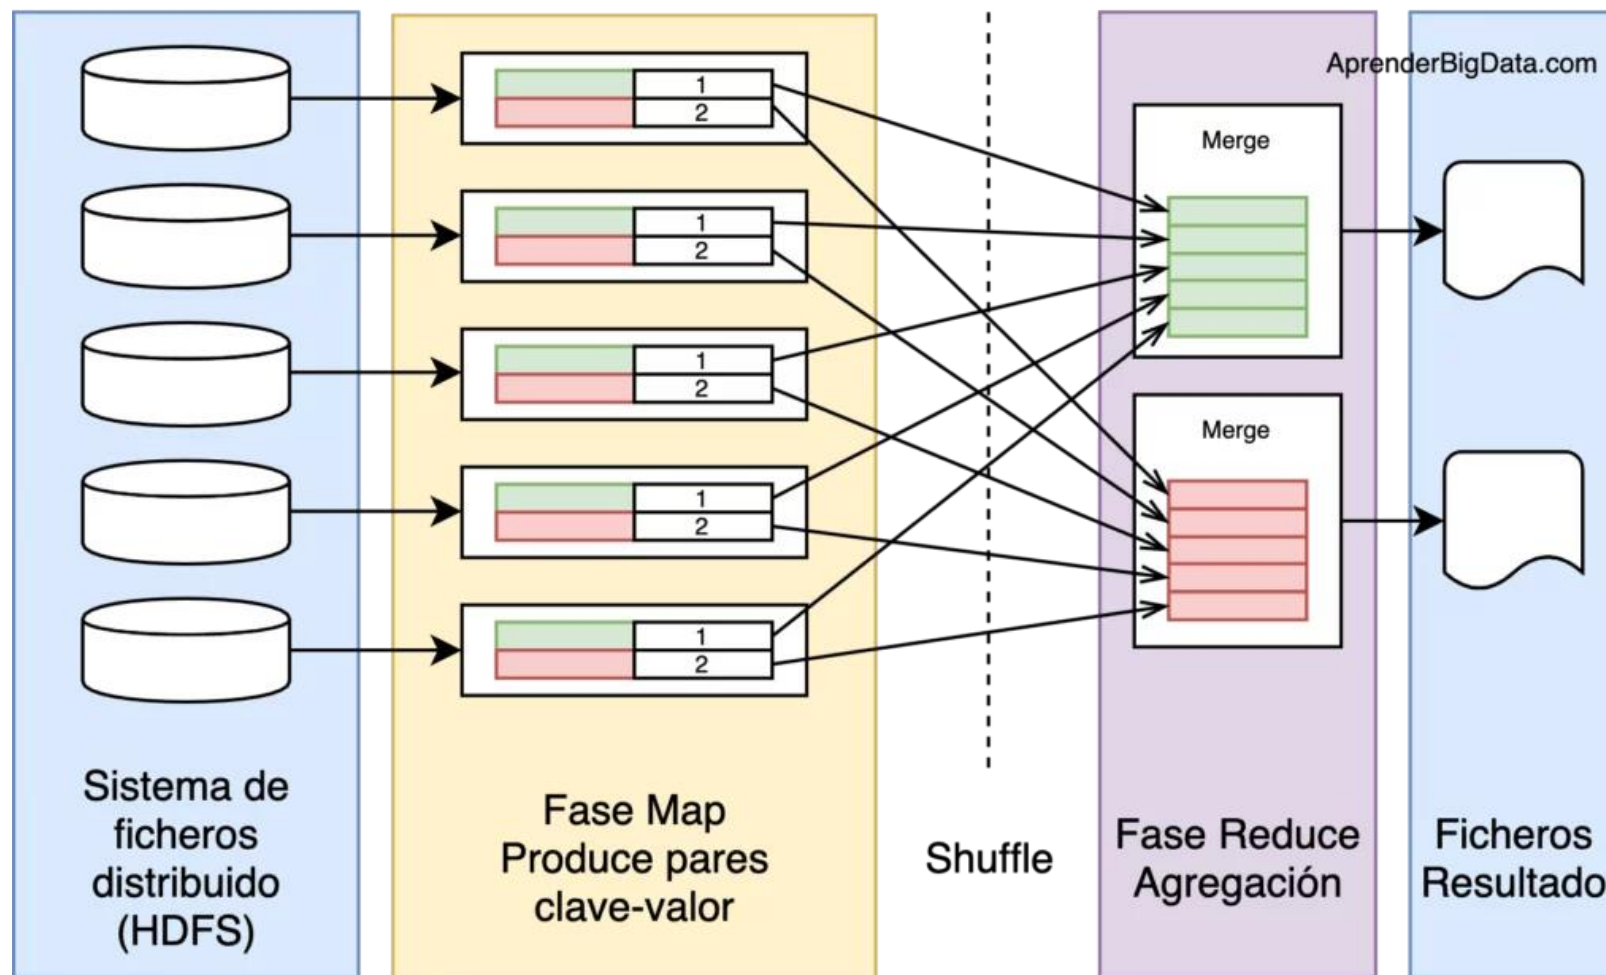 AprenderBigData.com
1
2
1
2
1
2
1
2
1
2
Merge
Merge
Sistema de
ficheros
distribuido
(HDFS)
Fase Map
Produce pares
clave-valor
Shuffle
Fase Reduce
Agregación
Ficheros
Resultado